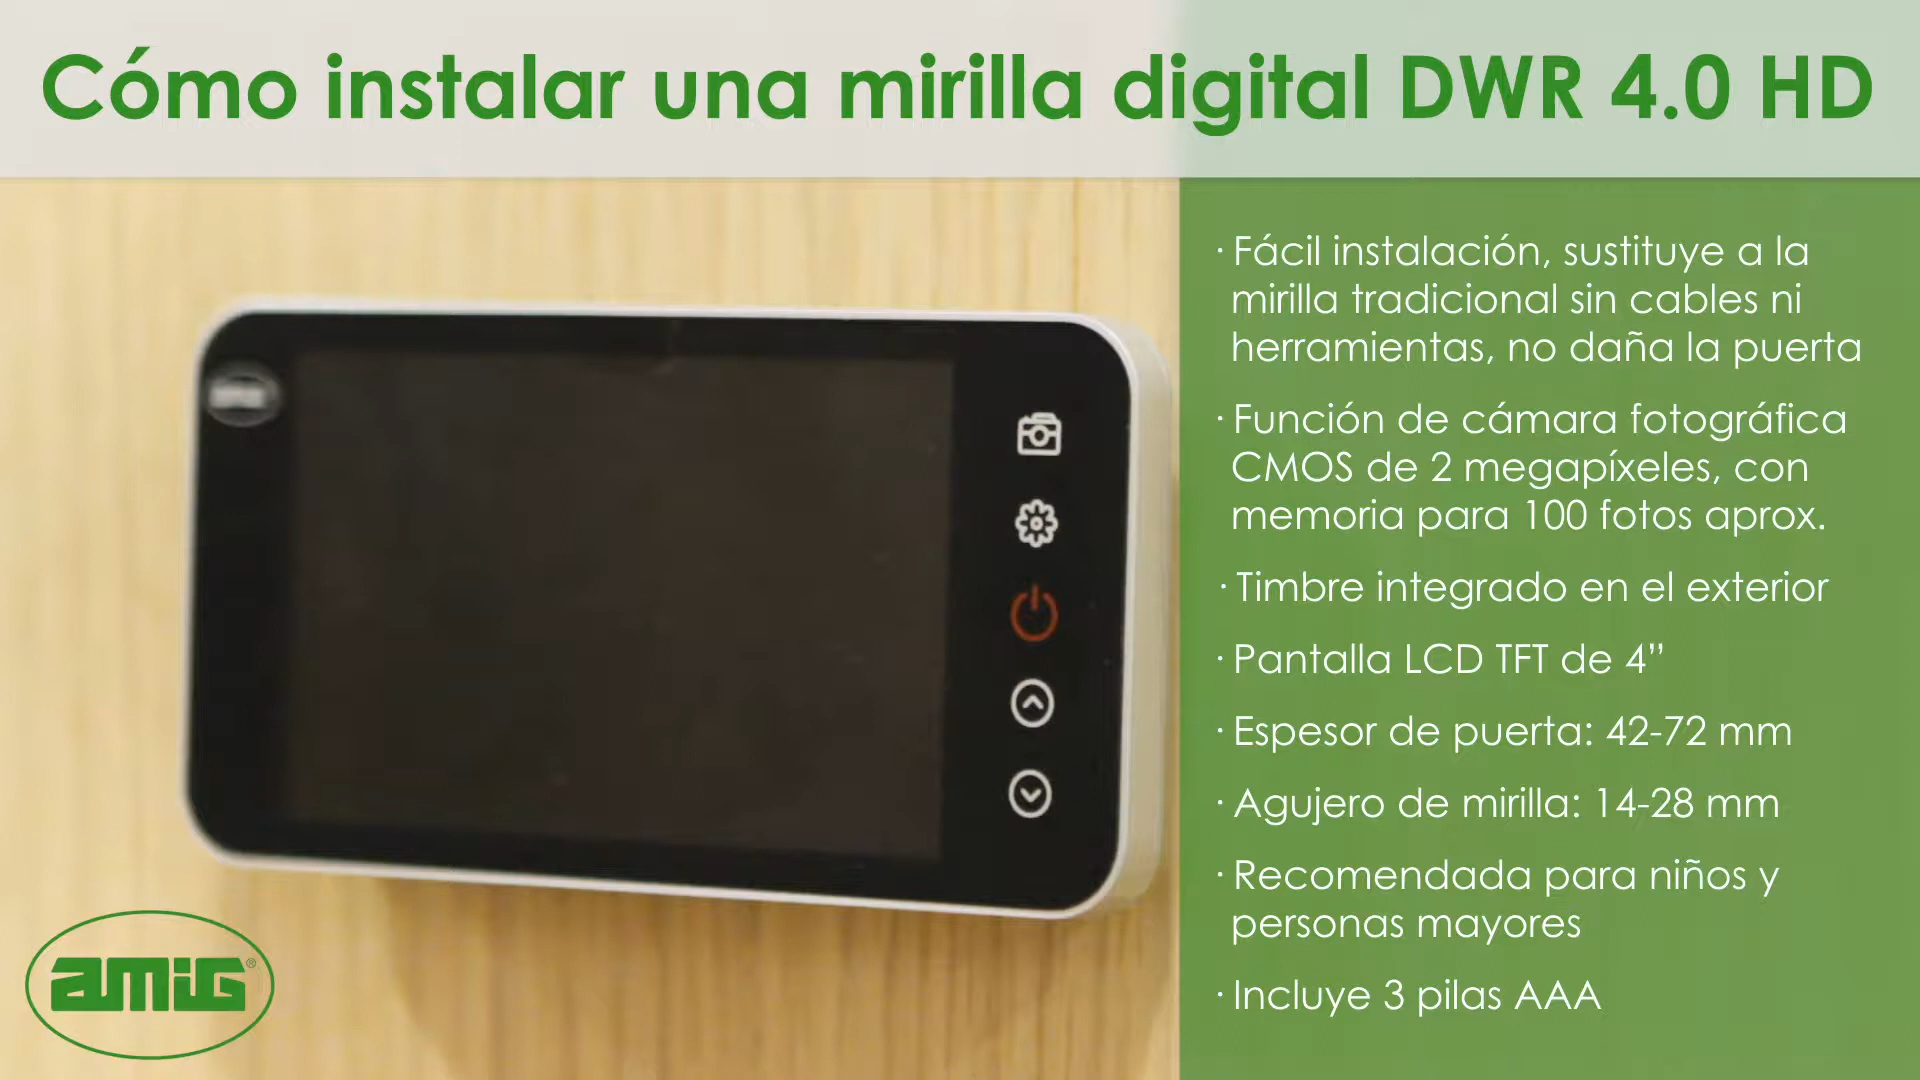 Cómo instalar una mirilla digital DWR 4.0 HD
· Fácil instalación, sustituye a la
mirilla tradicional sin cables ni
herramientas, no daña la puerta
· Función de cámara fotográfica
CMOS de 2 megapíxeles, con
memoria para 100 fotos aprox.
· Timbre integrado en el exterior
· Pantalla LCD TFT de 4”
· Espesor de puerta: 42-72 mm
· Agujero de mirilla: 14-28 mm
· Recomendada para niños y
personas mayores
· Incluye 3 pilas AAA
amiG®